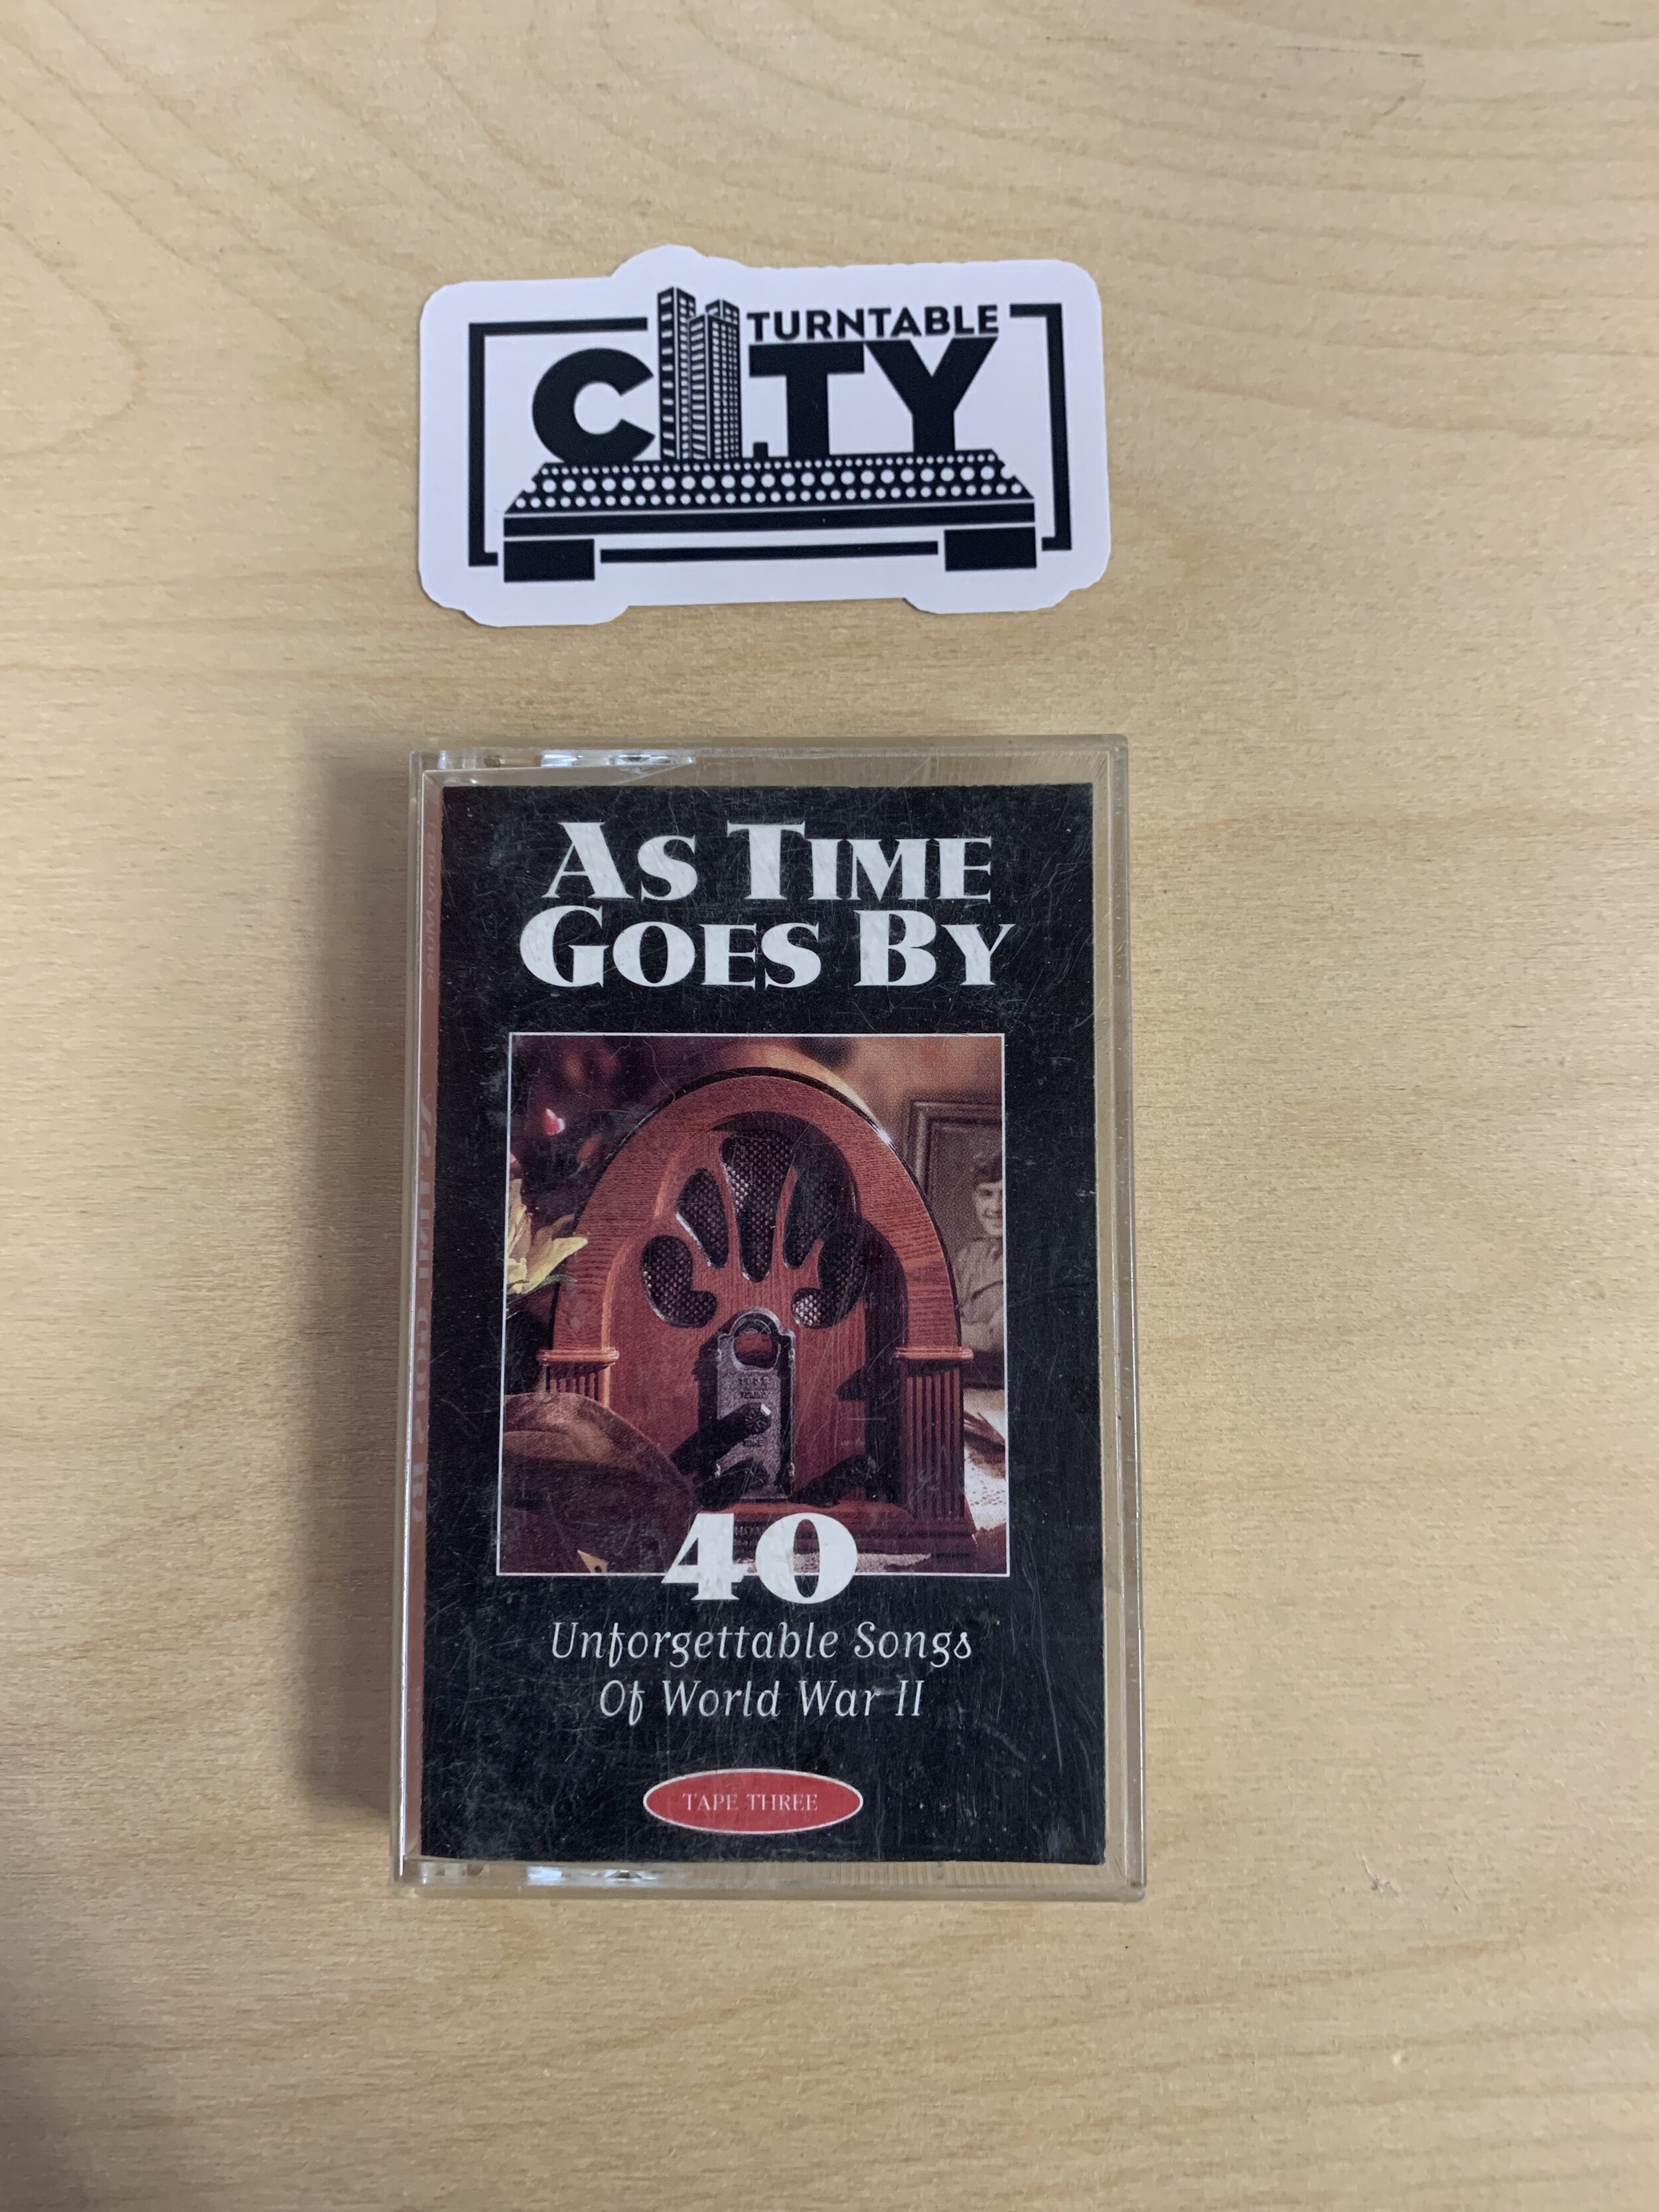 TURNTABLE
CITY
AS TIME
GOES BY
40
Unforgettable Songs
Of World War II
TAPE THREE